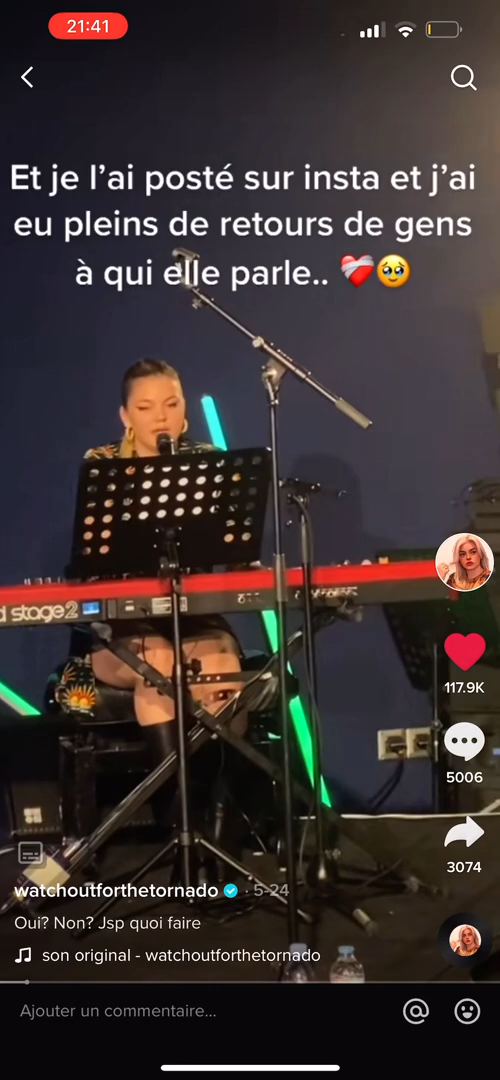 21:41
Et je l'ai posté sur insta et j'ai
eu pleins de retours de gens
à qui elle parle.. ❤️‍🩹🥹
d stage2
117.9K
5006
3074
watchoutforthetornado · 5-24
Oui? Non? Jsp quoi faire
son original - watchoutforthetornado
Ajouter un commentaire...